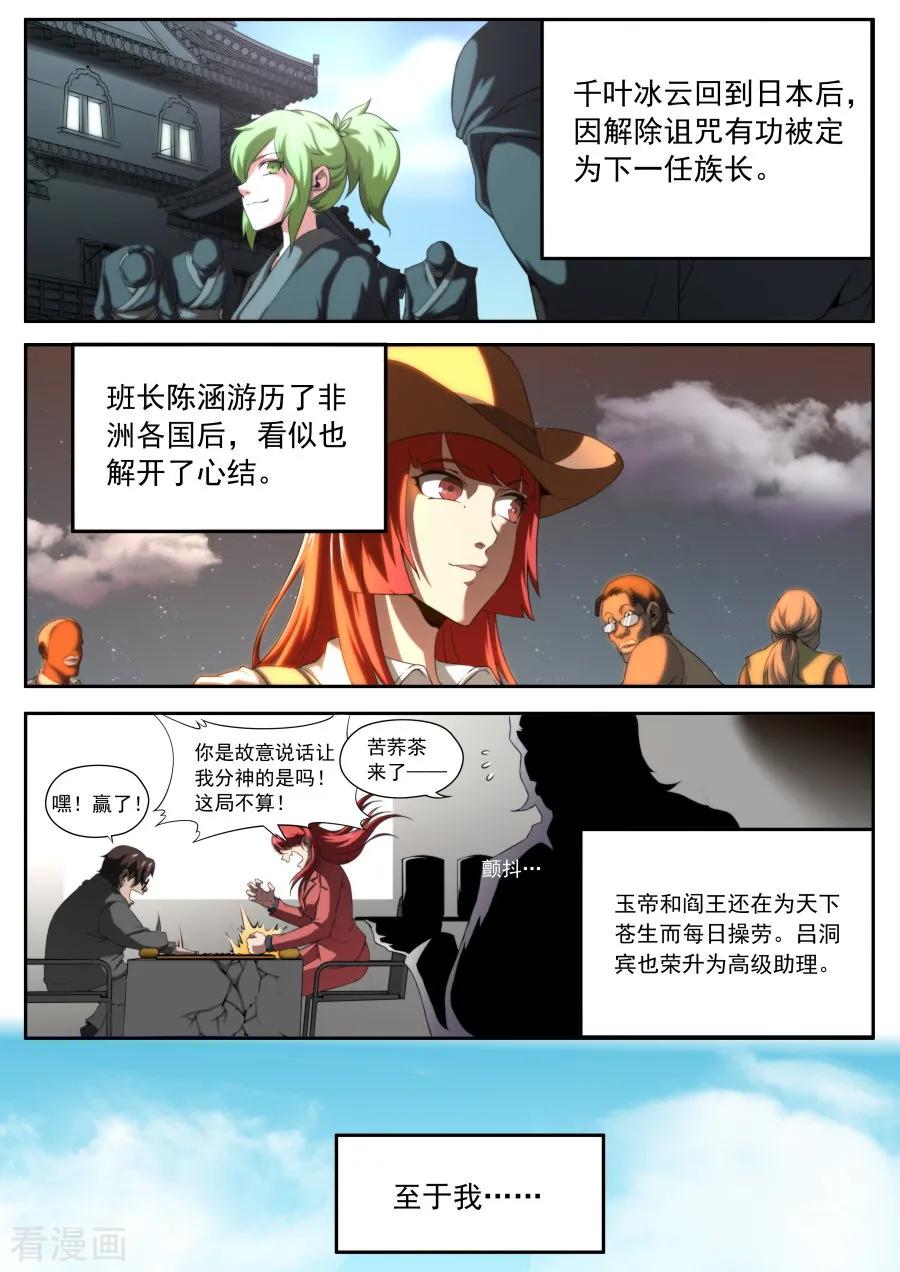 千叶冰云回到日本后，
因解除诅咒有功被定
为下一任族长。
班长陈涵游历了非
洲各国后，看似也
解开了心结。
嘿！赢了！
你是故意说话让
我分神的是吗！
这局不算！
苦荞茶
来了——
颤抖…
玉帝和阎王还在为天下
苍生而每日操劳。吕洞
宾也荣升为高级助理。
至于我……
看漫画